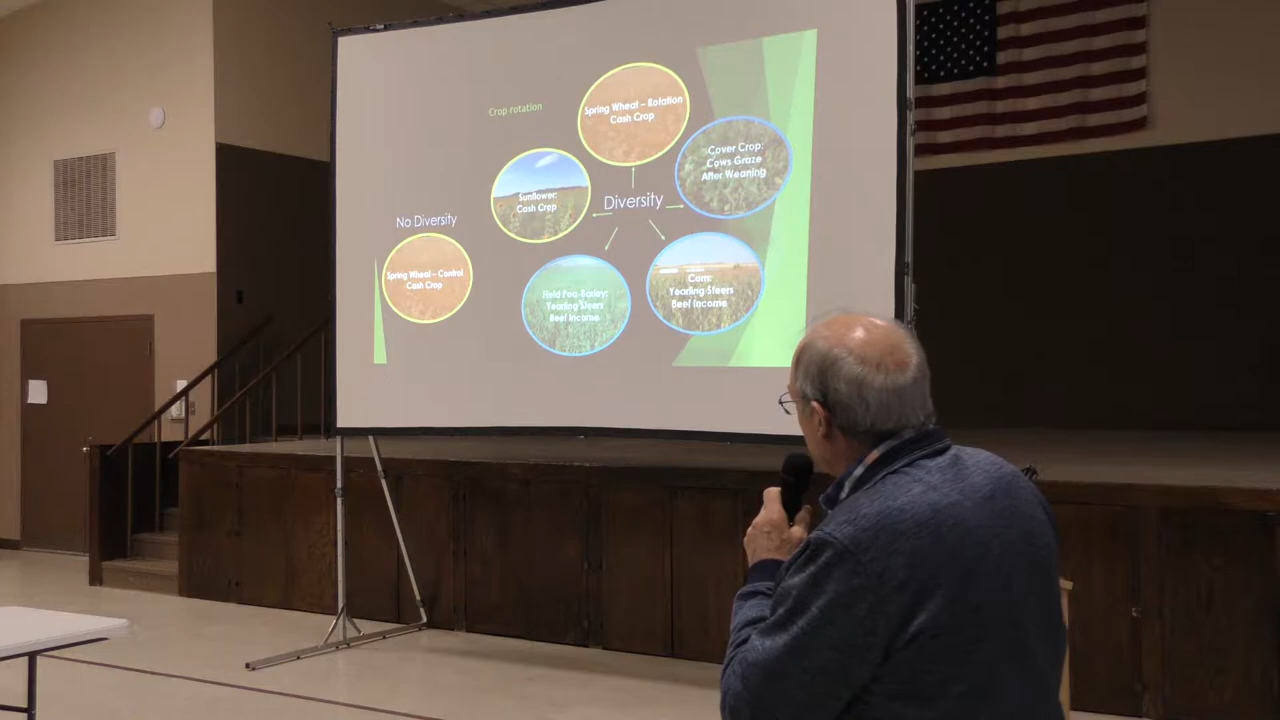 Crop rotation
Spring Wheat – Rotation
Cash Crop
Cover Crop:
Cows Graze
After Weaning
Sunflower:
Cash Crop
Diversity
No Diversity
Spring Wheat – Control
Cash Crop
Field Pea-Barley:
Yearling Steers
Beef Income
Corn:
Yearling Steers
Beef Income